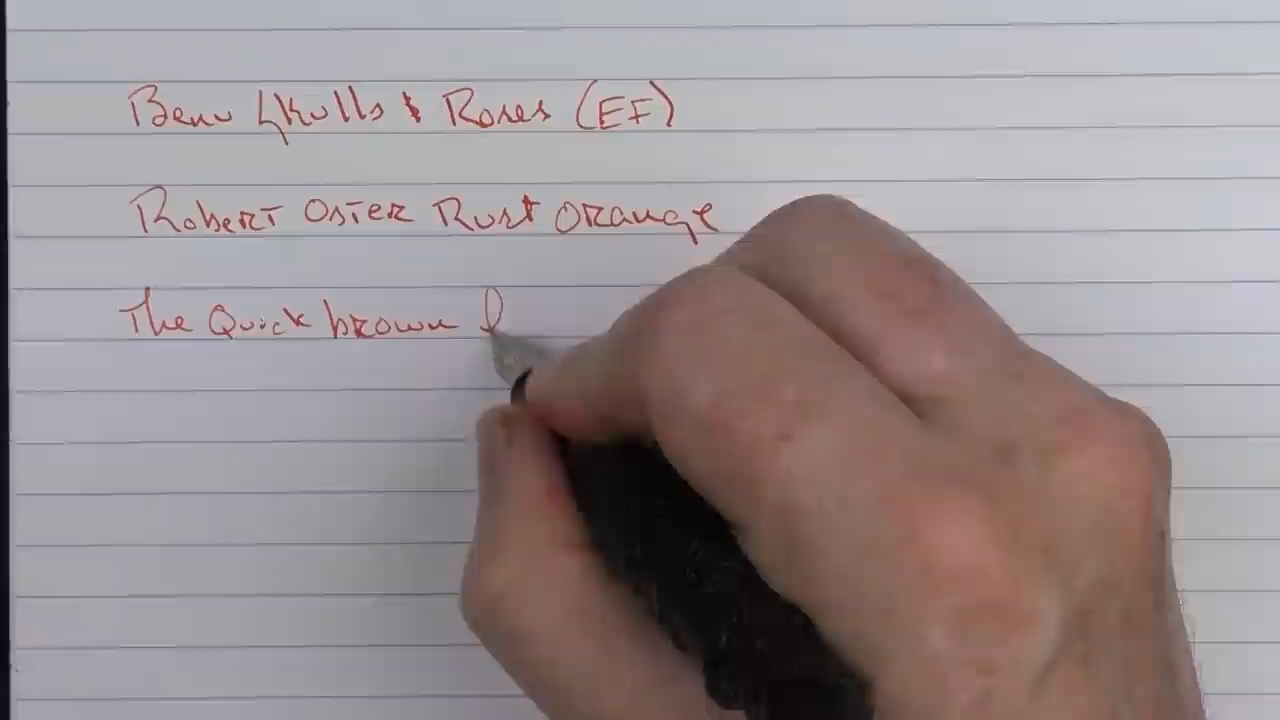 Benu Skulls & Roses (EF)
Robert Oster Rust Orange
The Quick brown f